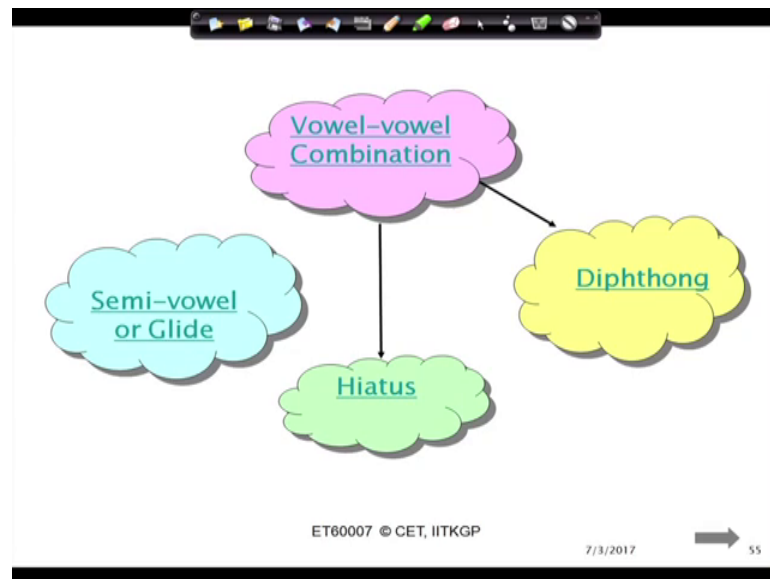 Vowel-vowel
Combination
Diphthong
Semi-vowel
or Glide
Hiatus
ET60007 © CET, IITKGP
7/3/2017
55